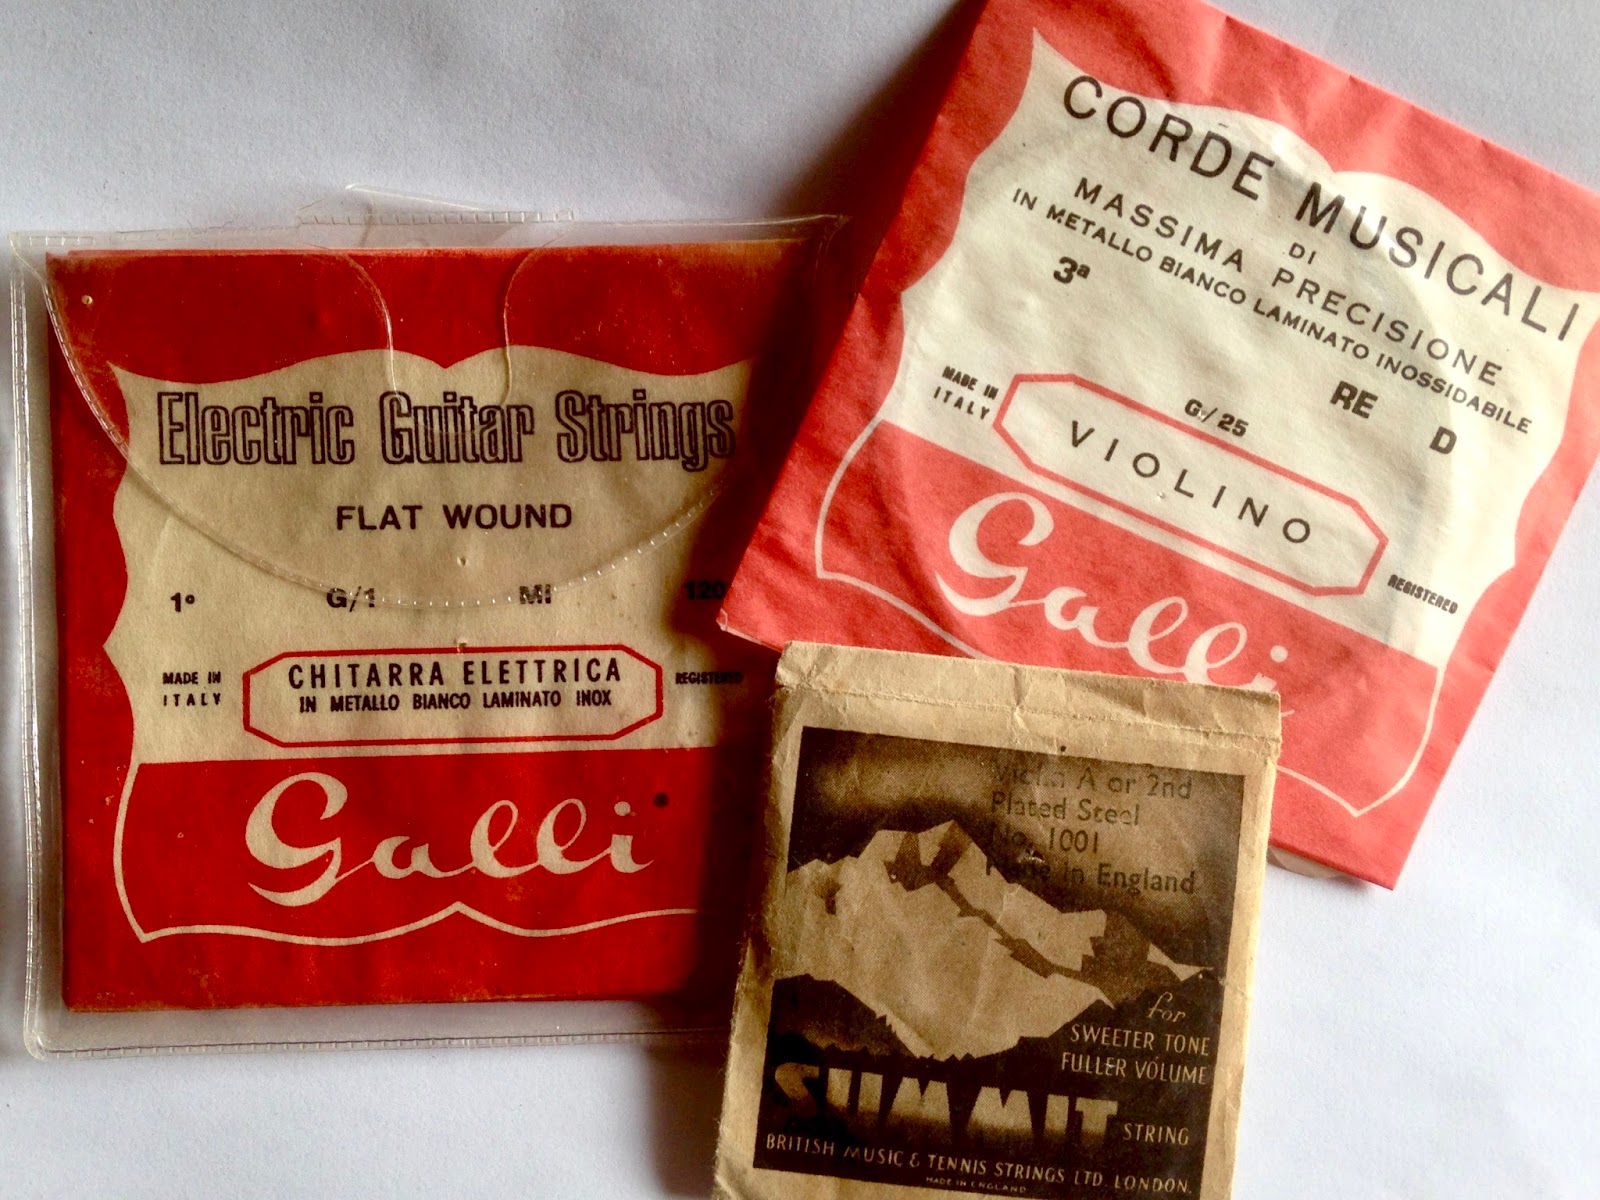 Electric Guitar Strings
FLAT WOUND
1° G/1 MI 120
MADE IN
ITALY
CHITARRA ELETTRICA
IN METALLO BIANCO LAMINATO INOX
REGISTERED
Galli
CORDE MUSICALI
DI
MASSIMA PRECISIONE
IN METALLO BIANCO LAMINATO INOSSIDABILE
3ª RE D
G/25
MADE IN
ITALY
VIOLINO
REGISTERED
Galli
A or 2nd
Plated Steel
No. 1001
Made in England
for
SWEETER TONE
FULLER VOLUME
SUMMIT STRING
BRITISH MUSIC & TENNIS STRINGS LTD. LONDON.
MADE IN ENGLAND